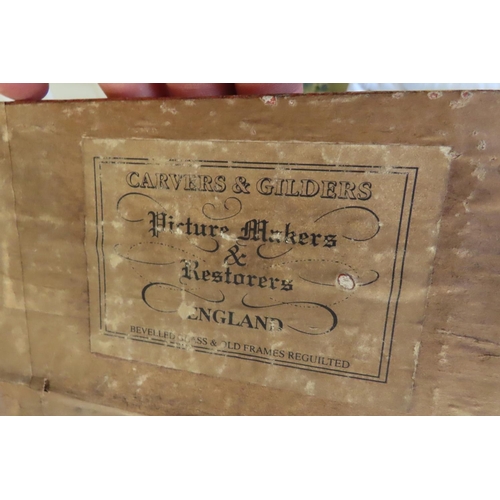 CARVERS & GILDERS
Picture Makers
&
Restorers
ENGLAND
BEVELLED GLASS & OLD FRAMES REGUILTED